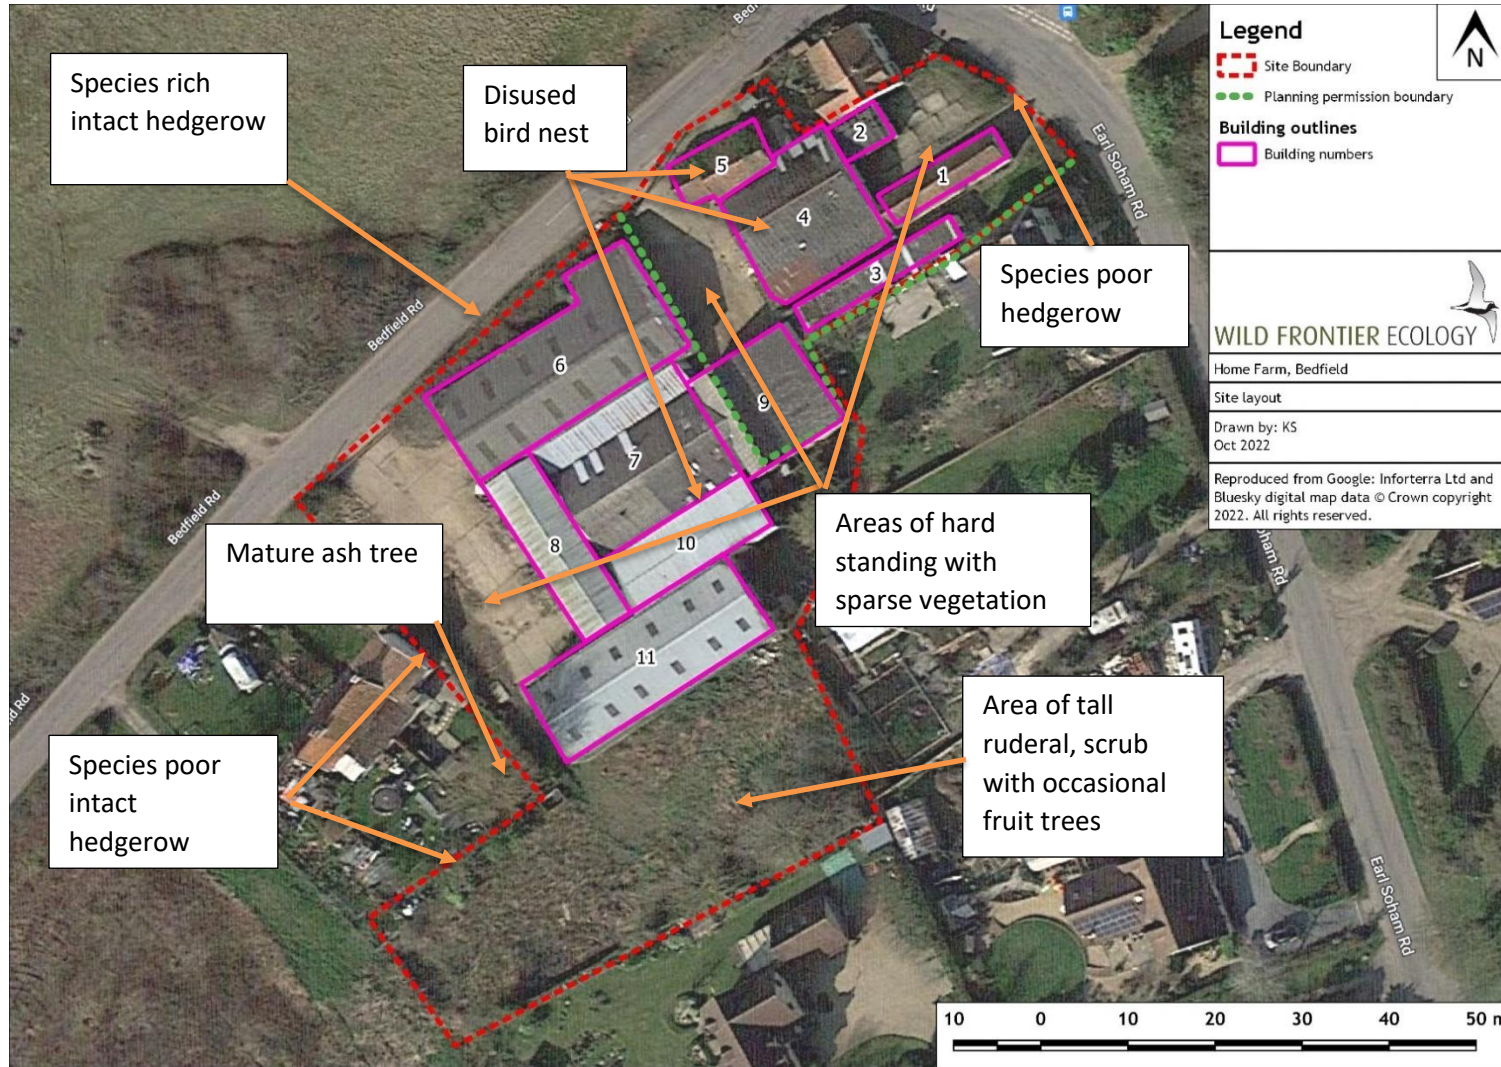 Species rich
intact hedgerow
Disused
bird nest
Species poor
hedgerow
Mature ash tree
Areas of hard
standing with
sparse vegetation
Species poor
intact
hedgerow
Area of tall
ruderal, scrub
with occasional
fruit trees
Bedfield Rd
Bedfield Rd
Earl Soham Rd
Earl Soham Rd
1
2
3
4
5
6
7
8
9
10
11
Legend
N
Site Boundary
Planning permission boundary
Building outlines
Building numbers
WILD FRONTIER ECOLOGY
Home Farm, Bedfield
Site layout
Drawn by: KS
Oct 2022
Reproduced from Google: Inforterra Ltd and
Bluesky digital map data © Crown copyright
2022. All rights reserved.
10 0 10 20 30 40 50 m